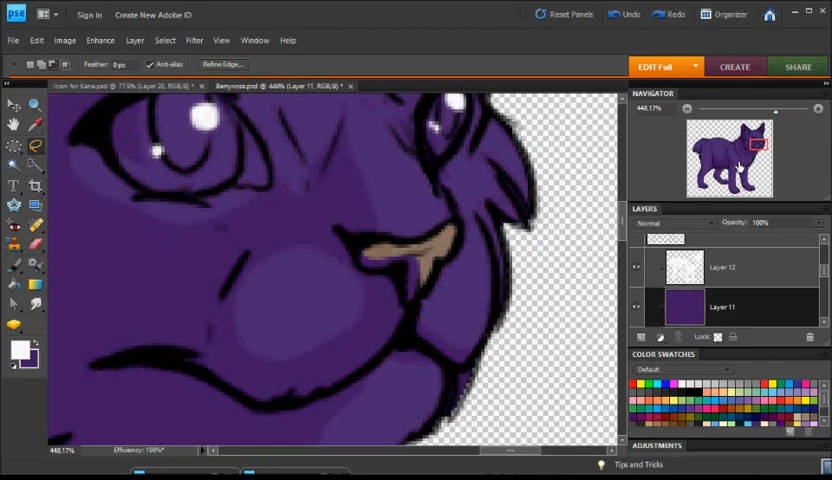 pse Sign In Create New Adobe ID Reset Panels Undo Redo Organizer
File Edit Image Enhance Layer Select Filter View Window Help
Feather: 0 px Anti-alias Refine Edge... EDIT Full CREATE SHARE
Icon for Kane.psd @ 77.9% (Layer 20, RGB/8) * × Berrynose.psd @ 448% (Layer 11, RGB/8) * ×
NAVIGATOR
448.17%
LAYERS
Normal Opacity: 100%
Layer 12
Layer 11
Lock:
COLOR SWATCHES
Default
ADJUSTMENTS
448.17% Efficiency: 100%*
Tips and Tricks